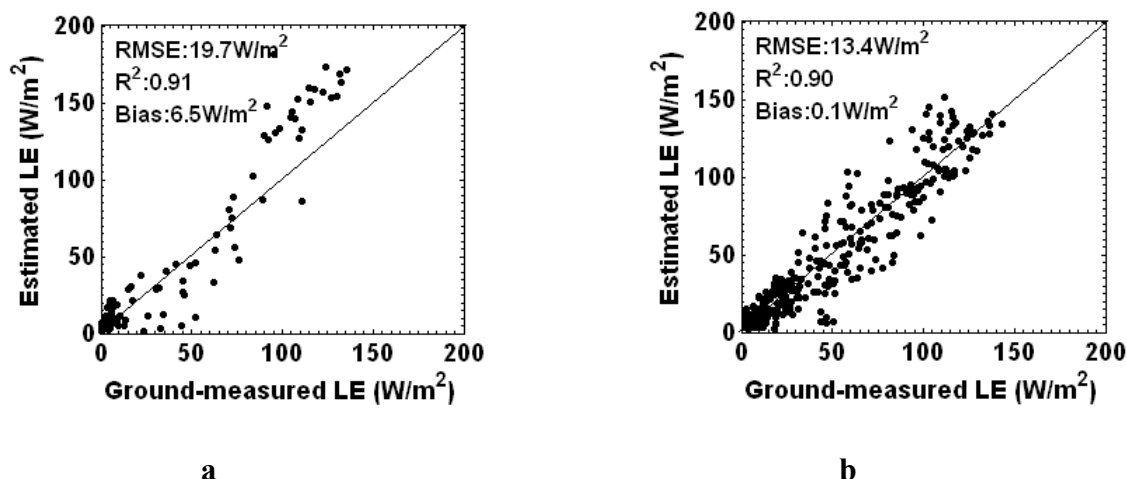 200
150
100
50
0
Estimated LE (W/m²)
RMSE:19.7W/m²
R²:0.91
Bias:6.5W/m²
0 50 100 150 200
Ground-measured LE (W/m²)
a
200
150
100
50
0
Estimated LE (W/m²)
RMSE:13.4W/m²
R²:0.90
Bias:0.1W/m²
0 50 100 150 200
Ground-measured LE (W/m²)
b